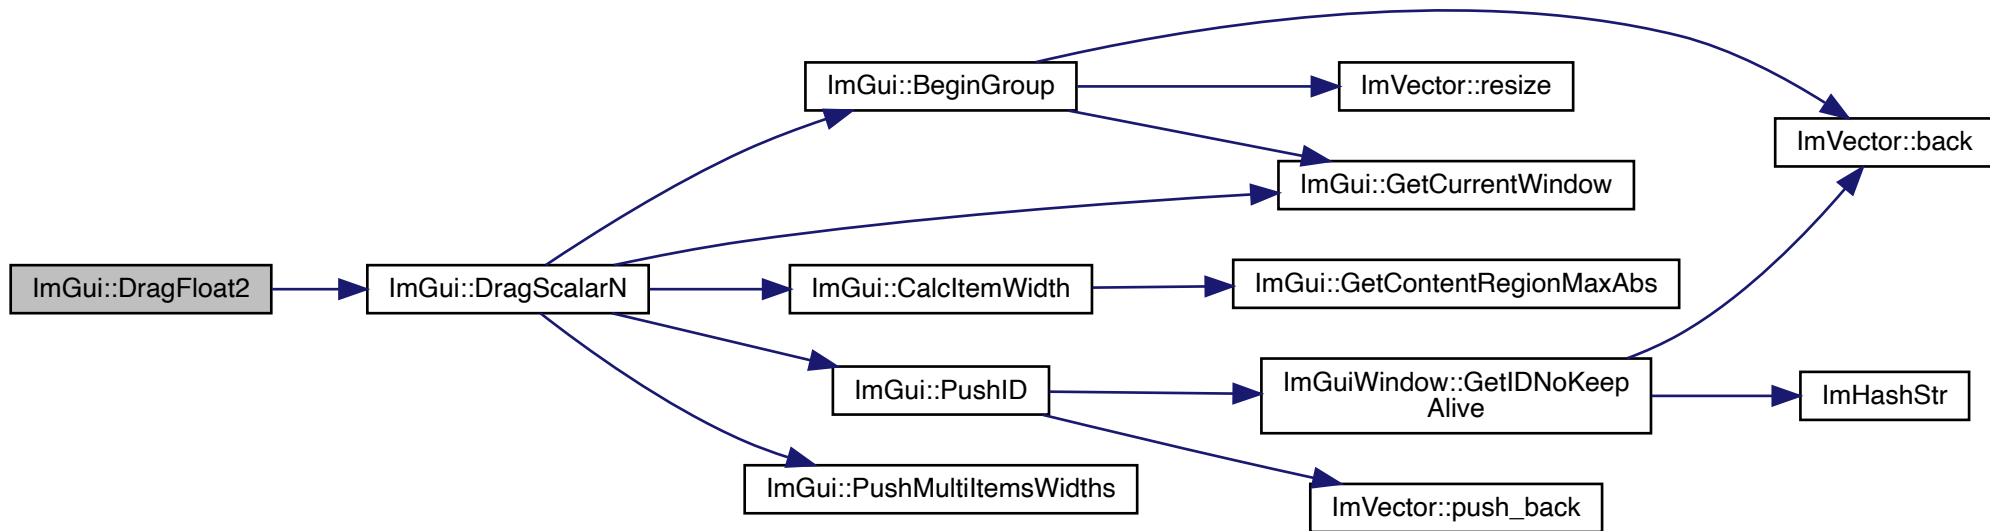 ImGui::DragFloat2
ImGui::DragScalarN
ImGui::BeginGroup
ImVector::resize
ImVector::back
ImGui::GetCurrentWindow
ImGui::CalcItemWidth
ImGui::GetContentRegionMaxAbs
ImGui::PushID
ImGuiWindow::GetIDNoKeep
Alive
ImHashStr
ImGui::PushMultiItemsWidths
ImVector::push_back